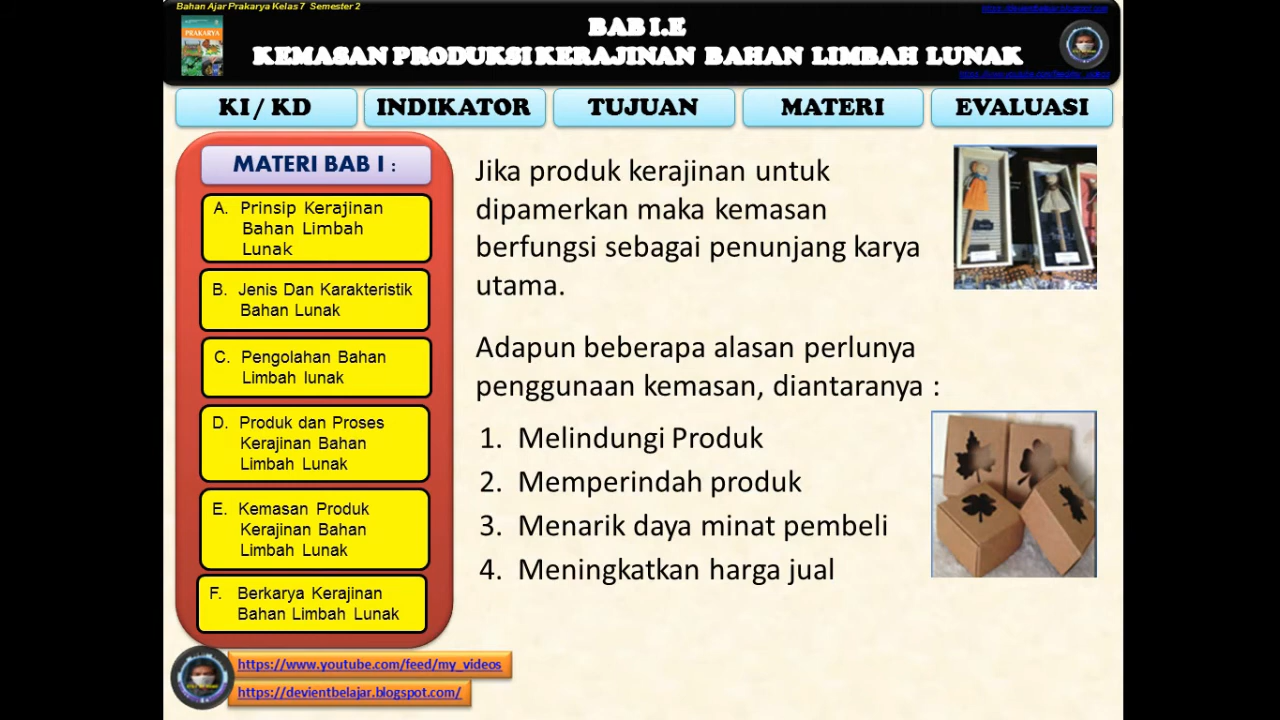 Bahan Ajar Prakarya Kelas 7 Semester 2
PRAKARYA
BAB I.E
KEMASAN PRODUKSI KERAJINAN BAHAN LIMBAH LUNAK
KI / KD
INDIKATOR
TUJUAN
MATERI
EVALUASI
MATERI BAB I :
A. Prinsip Kerajinan
Bahan Limbah
Lunak
B. Jenis Dan Karakteristik
Bahan Lunak
C. Pengolahan Bahan
Limbah lunak
D. Produk dan Proses
Kerajinan Bahan
Limbah Lunak
E. Kemasan Produk
Kerajinan Bahan
Limbah Lunak
F. Berkarya Kerajinan
Bahan Limbah Lunak
Jika produk kerajinan untuk
dipamerkan maka kemasan
berfungsi sebagai penunjang karya
utama.
Adapun beberapa alasan perlunya
penggunaan kemasan, diantaranya :
1. Melindungi Produk
2. Memperindah produk
3. Menarik daya minat pembeli
4. Meningkatkan harga jual
https://www.youtube.com/feed/my_videos
https://devientbelajar.blogspot.com/